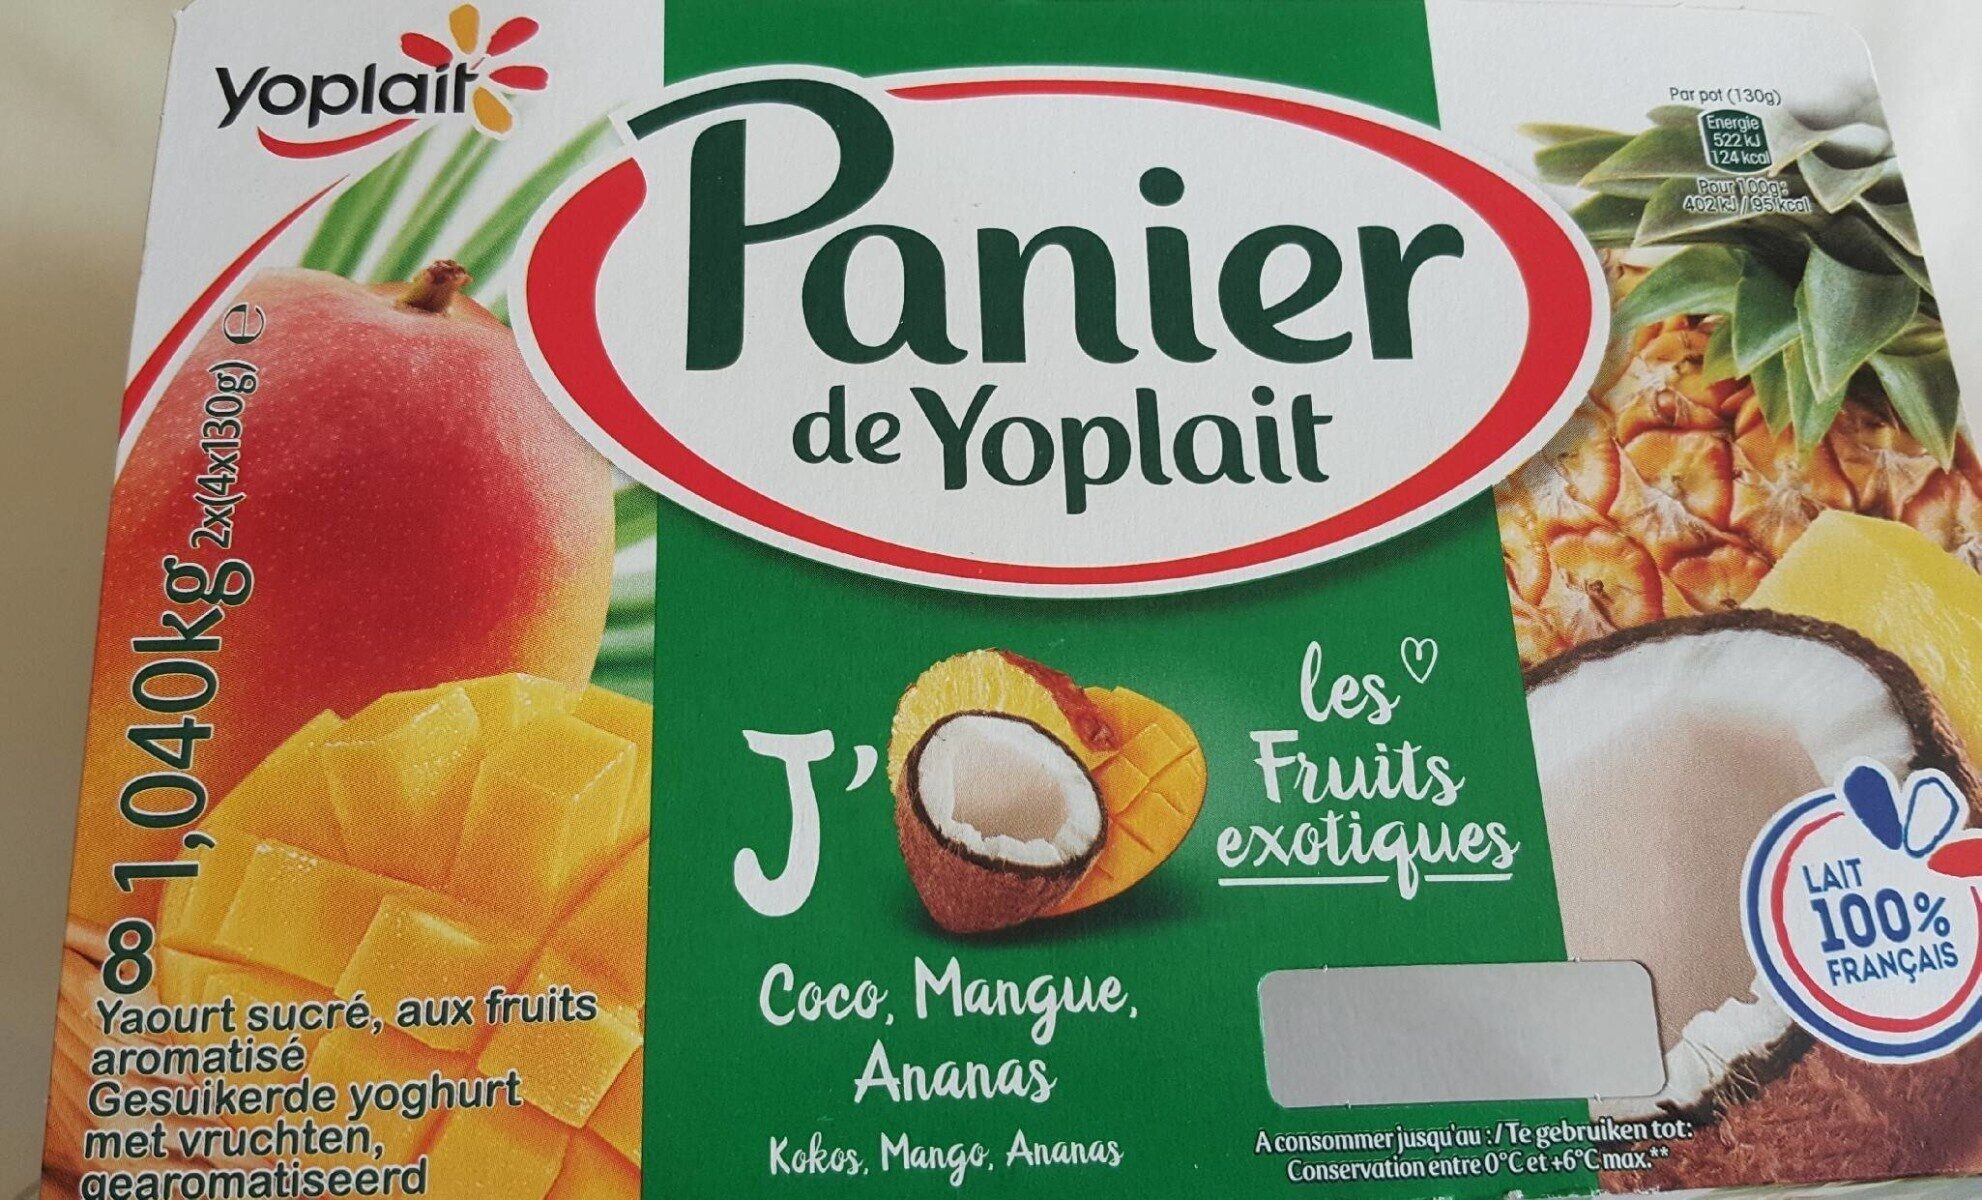 yoplait
Panier
de Yoplait
Par pot (130g)
Energie
522 kJ
124 kcal
Pour 100g:
402 kJ / 95 kcal
8 1,040kg 2x(4x130g) e
Yaourt sucré, aux fruits
aromatisé
Gesuikerde yoghurt
met vruchten,
gearomatiseerd
J'
les
Fruits
exotiques
Coco, Mangue,
Ananas
Kokos, Mango, Ananas
LAIT
100%
FRANÇAIS
A consommer jusqu'au :/ Te gebruiken tot:
Conservation entre 0°C et +6°C max.**